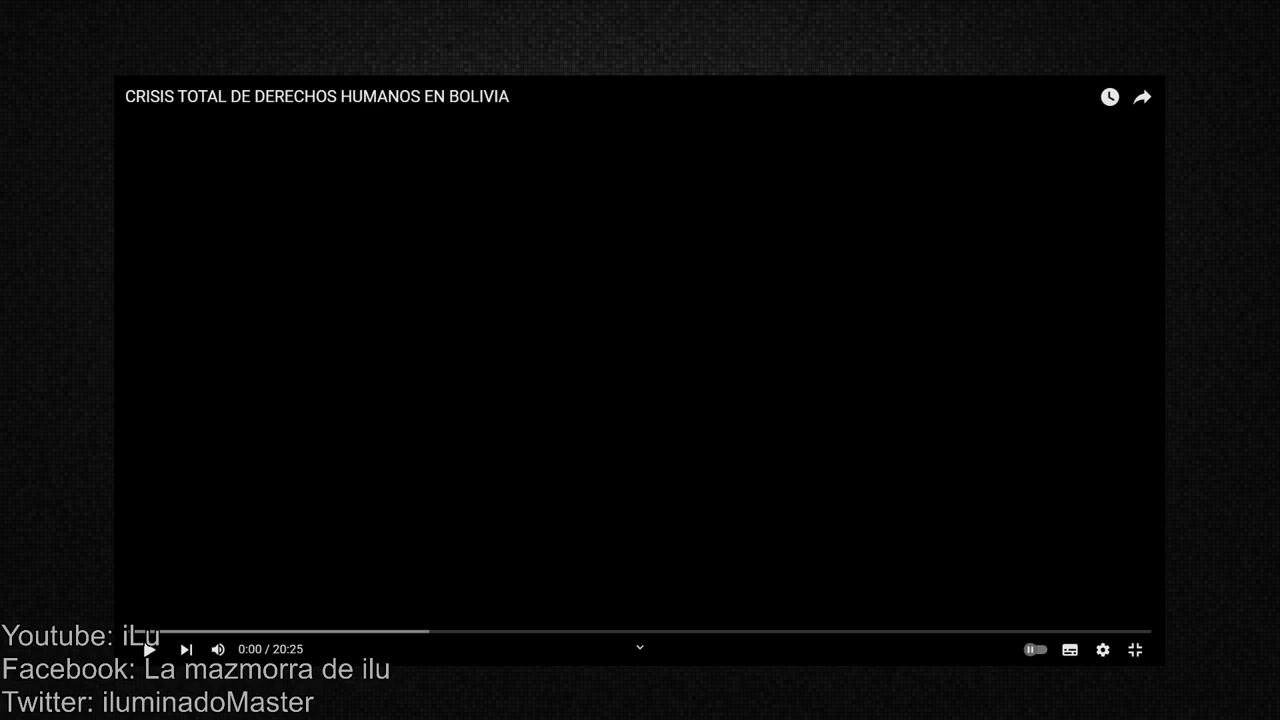 CRISIS TOTAL DE DERECHOS HUMANOS EN BOLIVIA
Youtube: iLu
0:00 / 20:25
Facebook: La mazmorra de ilu
Twitter: iluminadoMaster